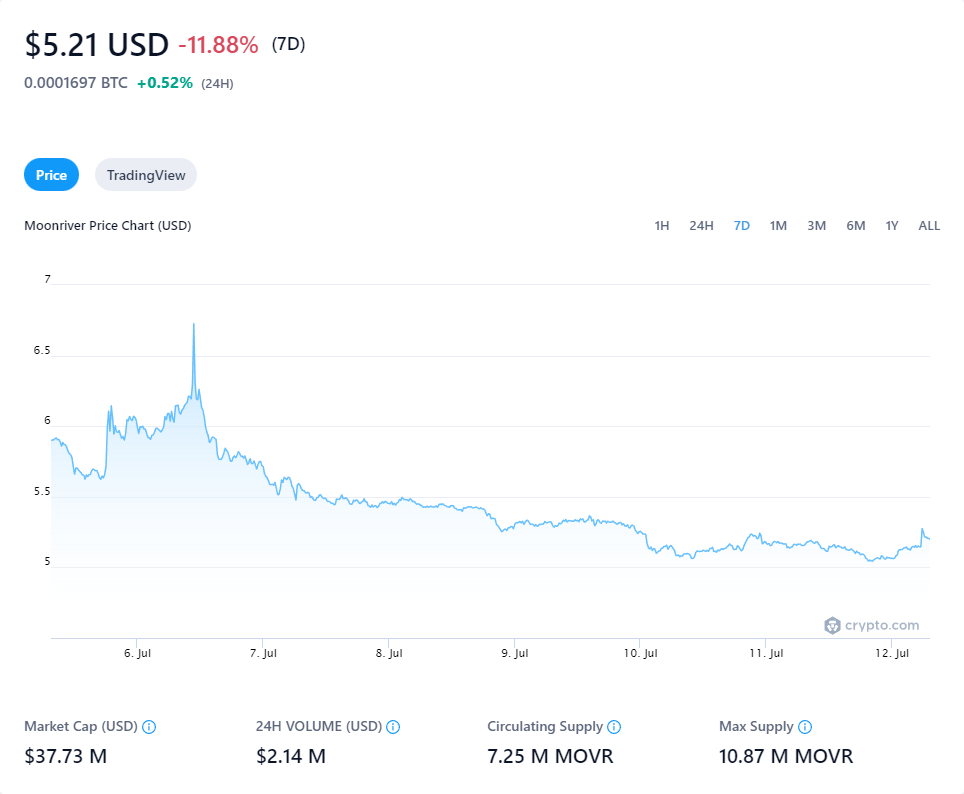 $5.21 USD -11.88% (7D)
0.0001697 BTC +0.52% (24H)
Price TradingView
Moonriver Price Chart (USD) 1H 24H 7D 1M 3M 6M 1Y ALL
7
6.5
6
5.5
5
crypto.com
6. Jul 7. Jul 8. Jul 9. Jul 10. Jul 11. Jul 12. Jul
Market Cap (USD) 24H VOLUME (USD) Circulating Supply Max Supply
$37.73 M $2.14 M 7.25 M MOVR 10.87 M MOVR